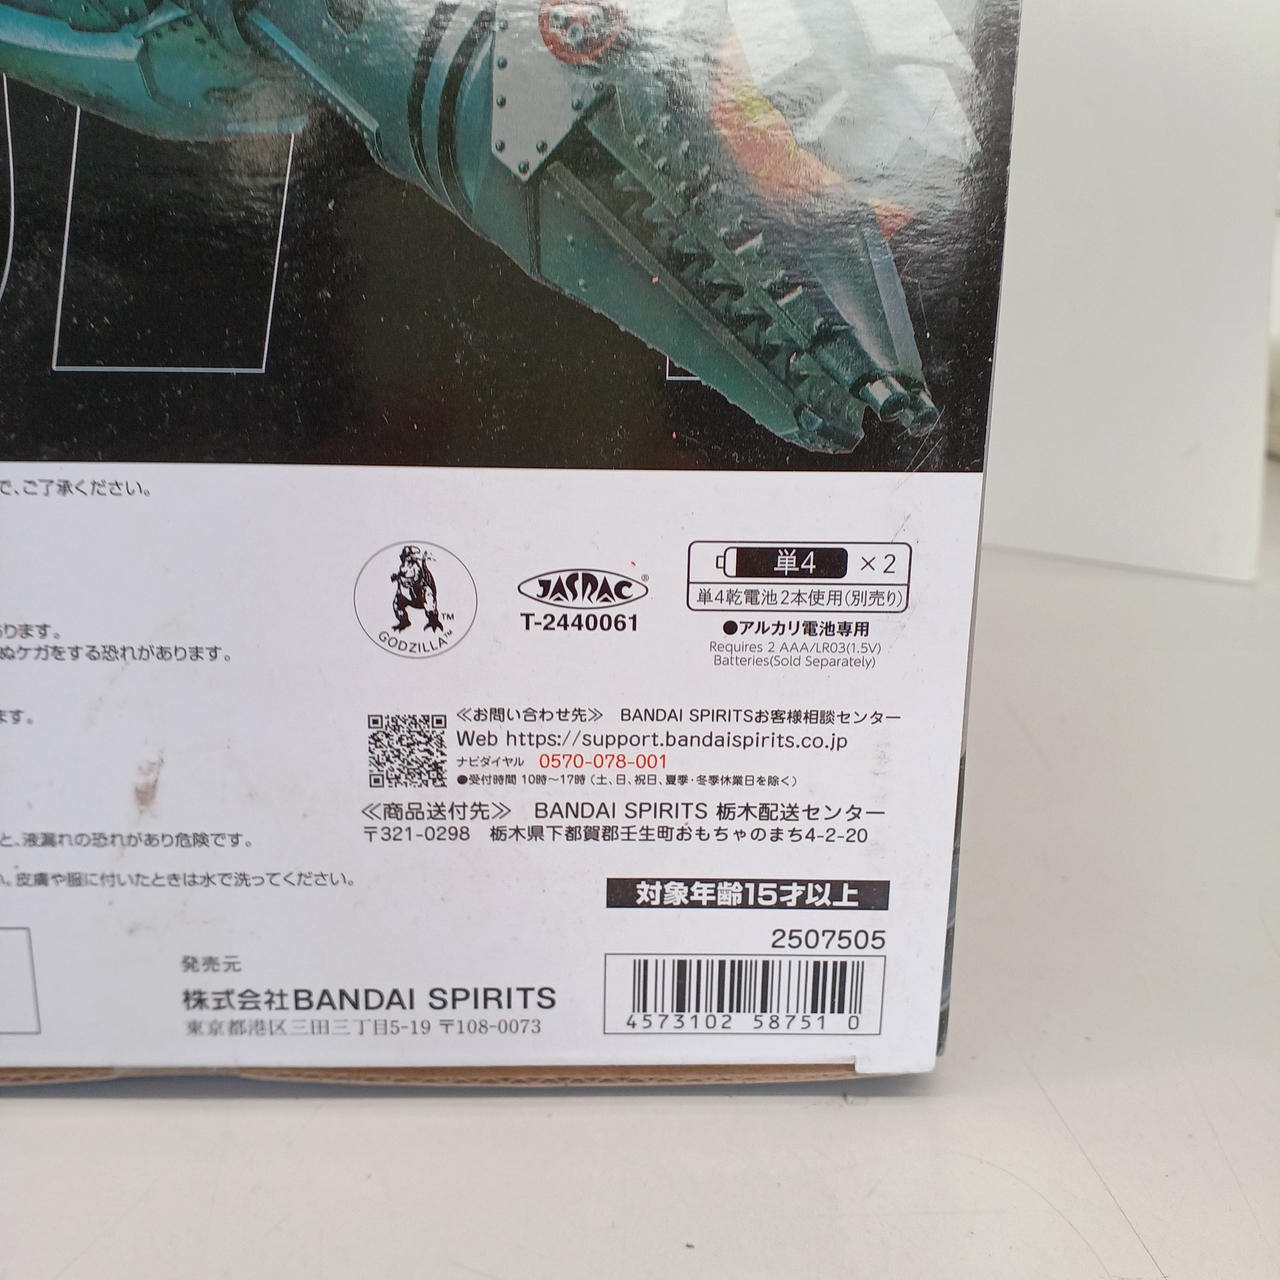 で、ご了承ください。
GODZILLA™
TM
JASRAC®
T-2440061
単4 ×2
単4乾電池2本使用(別売り)
●アルカリ電池専用
Requires 2 AAA/LR03(1.5V)
Batteries(Sold Separately)
あります。
ぬケガをする恐れがあります。
ます。
≪お問い合わせ先≫ BANDAI SPIRITSお客様相談センター
Web https://support.bandaispirits.co.jp
ナビダイヤル 0570-078-001
●受付時間 10時〜17時(土、日、祝日、夏季・冬季休業日を除く)
≪商品送付先≫ BANDAI SPIRITS 栃木配送センター
〒321-0298 栃木県下都賀郡壬生町おもちゃのまち4-2-20
と、液漏れの恐れがあり危険です。
い。皮膚や服に付いたときは水で洗ってください。
対象年齢15才以上
2507505
発売元
株式会社BANDAI SPIRITS
東京都港区三田三丁目5-19 〒108-0073
4573102 58751 0